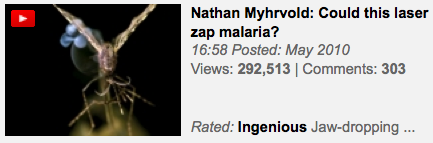 Nathan Myhrvold: Could this laser
zap malaria?
16:58 Posted: May 2010
Views: 292,513 | Comments: 303
Rated: Ingenious Jaw-dropping ...